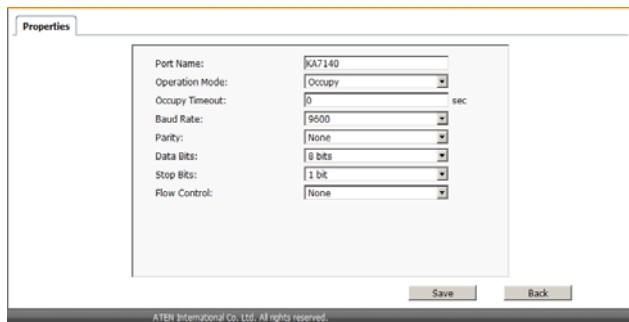 Properties
Port Name: KA7140
Operation Mode: Occupy
Occupy Timeout: 0 sec
Baud Rate: 9600
Parity: None
Data Bits: 8 bits
Stop Bits: 1 bit
Flow Control: None
Save Back
ATEN International Co. Ltd. All rights reserved.